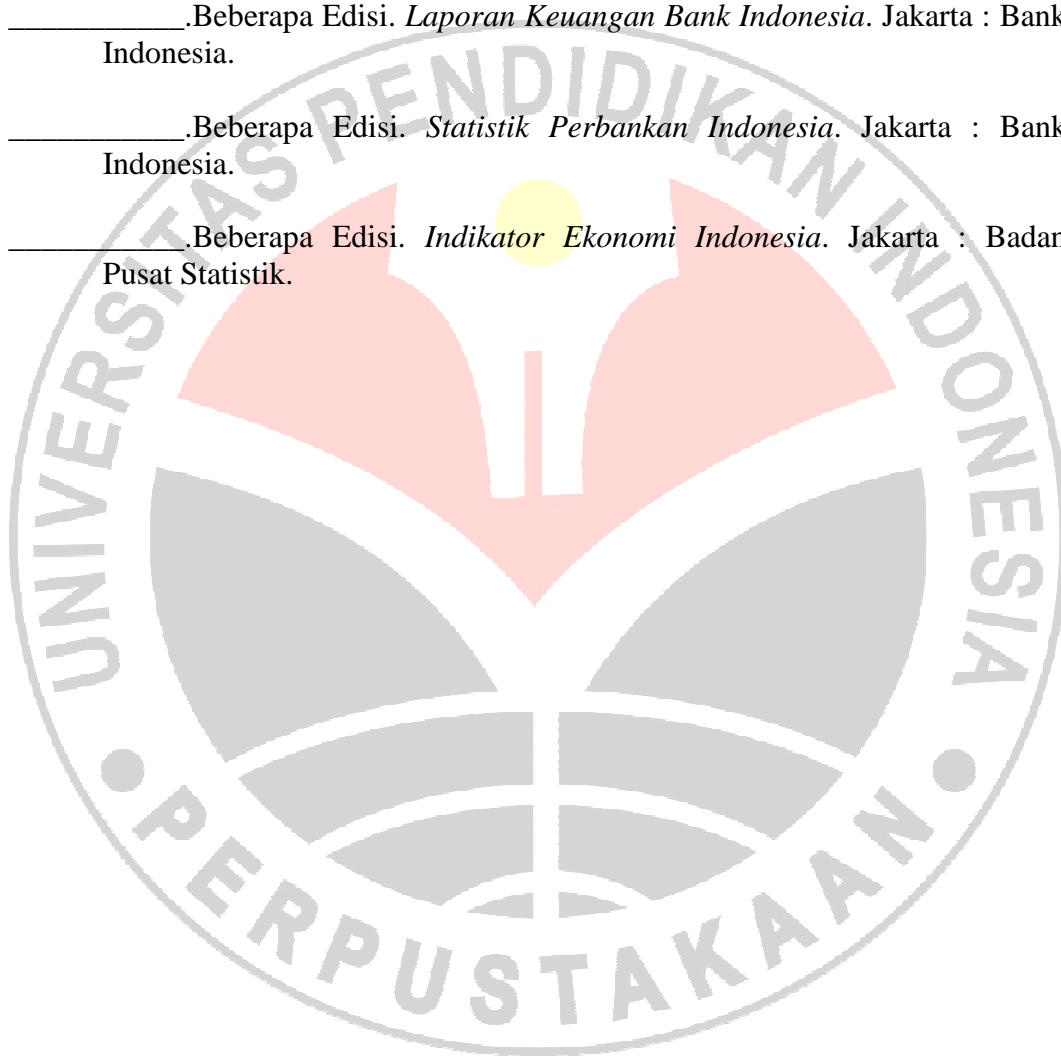 ___________.Beberapa Edisi. Laporan Keuangan Bank Indonesia. Jakarta : Bank
Indonesia.
___________.Beberapa Edisi. Statistik Perbankan Indonesia. Jakarta : Bank
Indonesia.
___________.Beberapa Edisi. Indikator Ekonomi Indonesia. Jakarta : Badan
Pusat Statistik.
UNIVERSITAS PENDIDIKAN INDONESIA
PERPUSTAKAAN